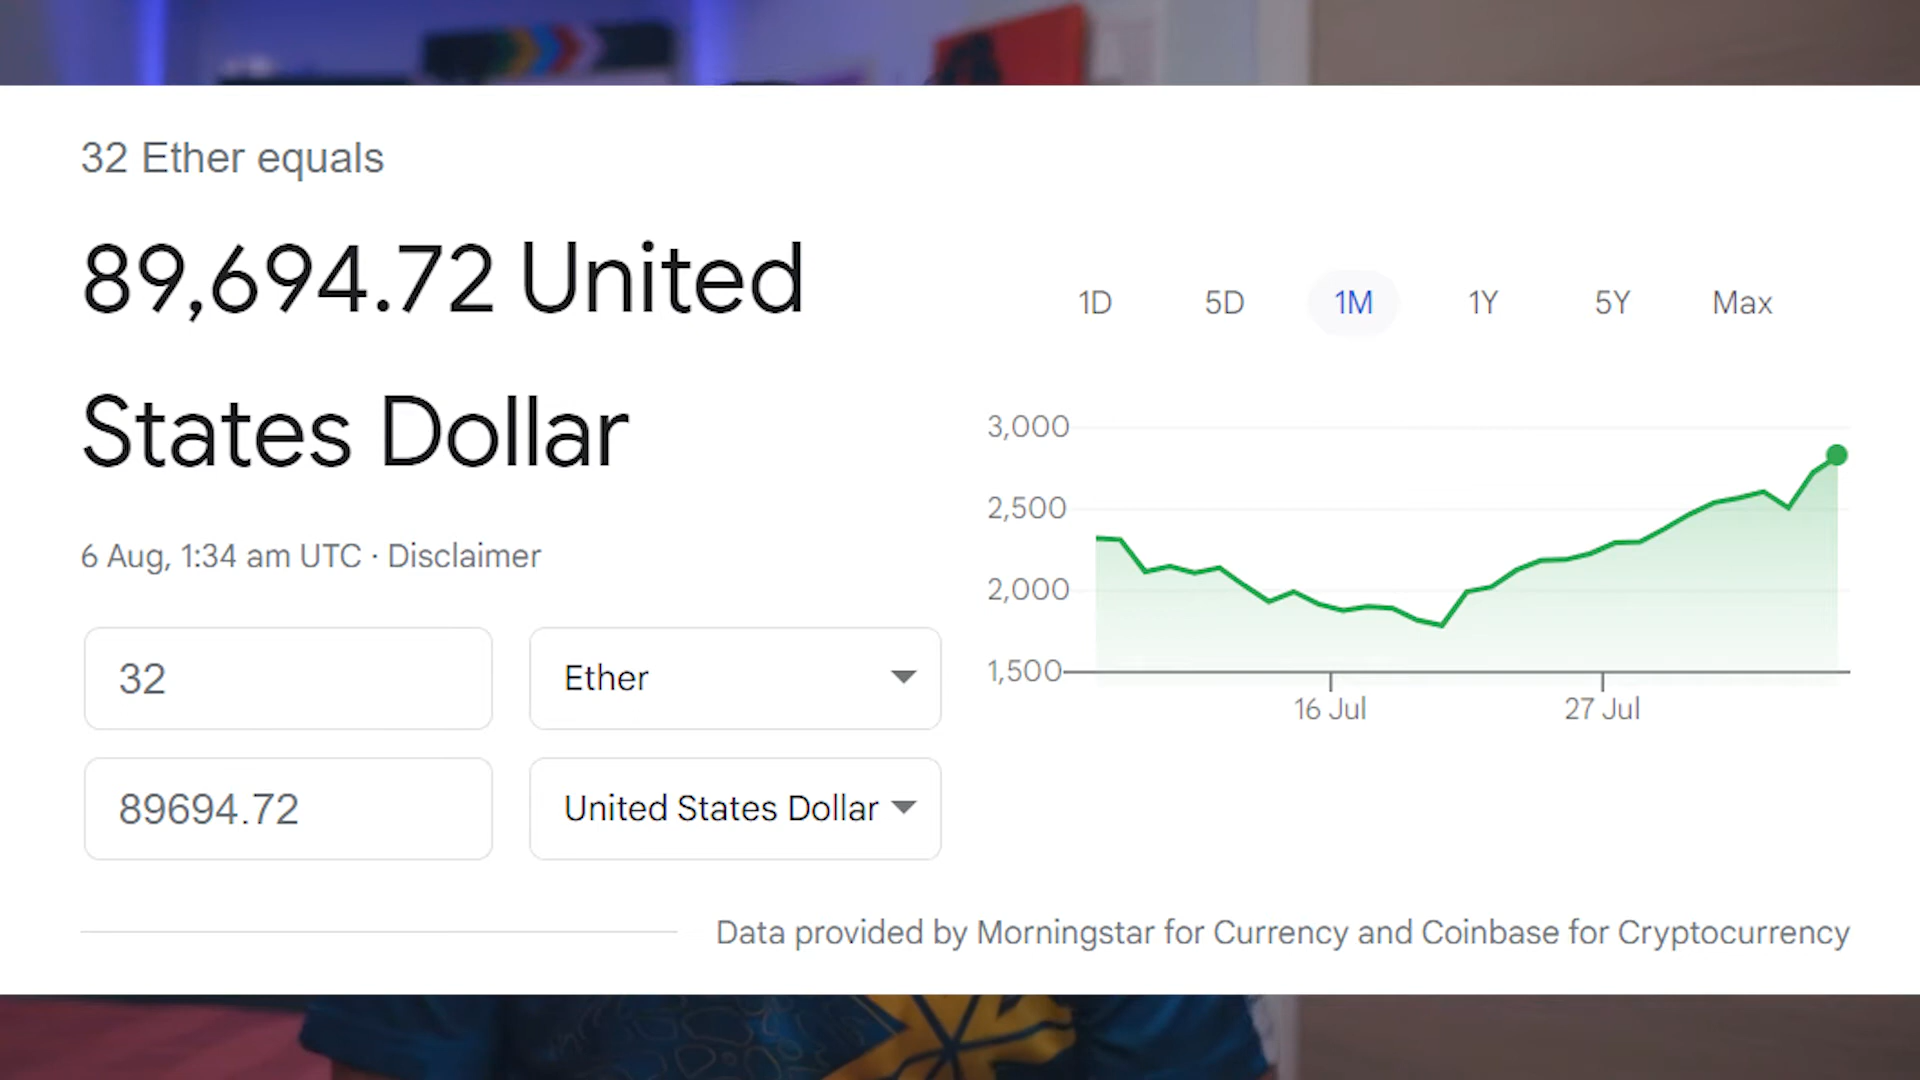 32 Ether equals
89,694.72 United
States Dollar
6 Aug, 1:34 am UTC · Disclaimer
32
Ether
89694.72
United States Dollar
1D 5D 1M 1Y 5Y Max
3,000
2,500
2,000
1,500
16 Jul 27 Jul
Data provided by Morningstar for Currency and Coinbase for Cryptocurrency